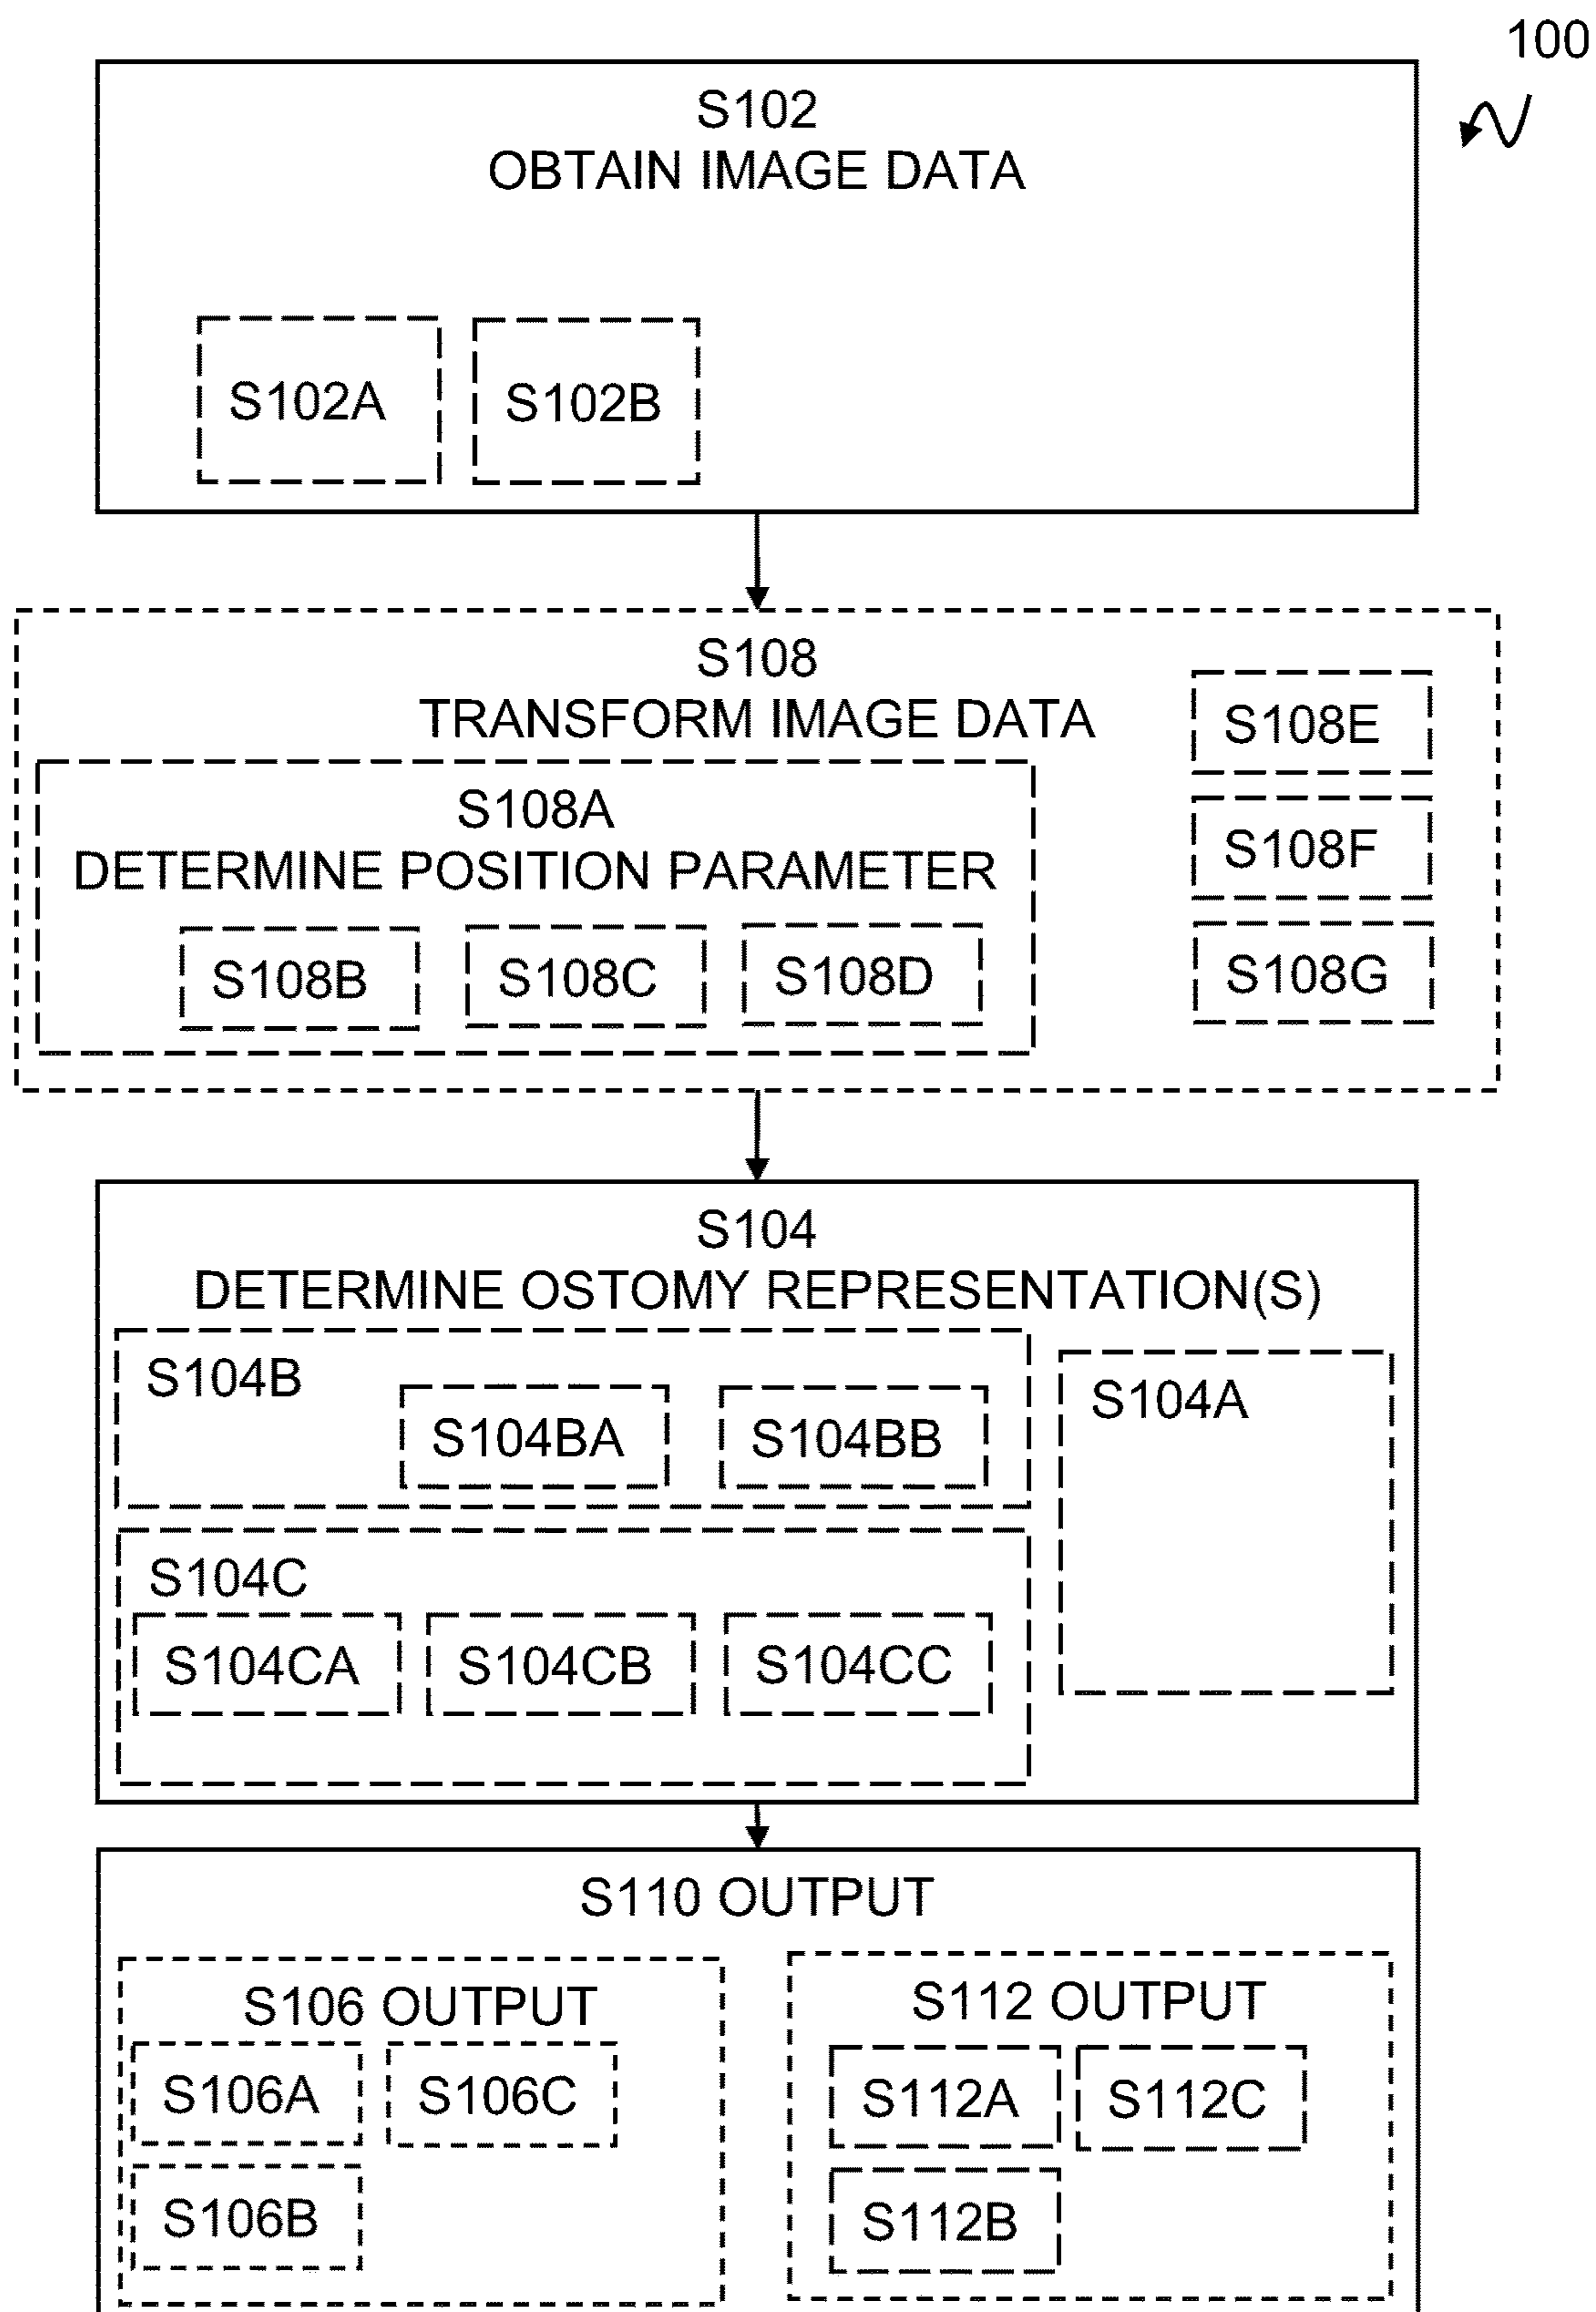 100
S102
OBTAIN IMAGE DATA
S102A
S102B
S108
TRANSFORM IMAGE DATA
S108E
S108A
DETERMINE POSITION PARAMETER
S108F
S108B
S108C
S108D
S108G
S104
DETERMINE OSTOMY REPRESENTATION(S)
S104B
S104BA
S104BB
S104A
S104C
S104CA
S104CB
S104CC
S110 OUTPUT
S106 OUTPUT
S106A
S106C
S106B
S112 OUTPUT
S112A
S112C
S112B